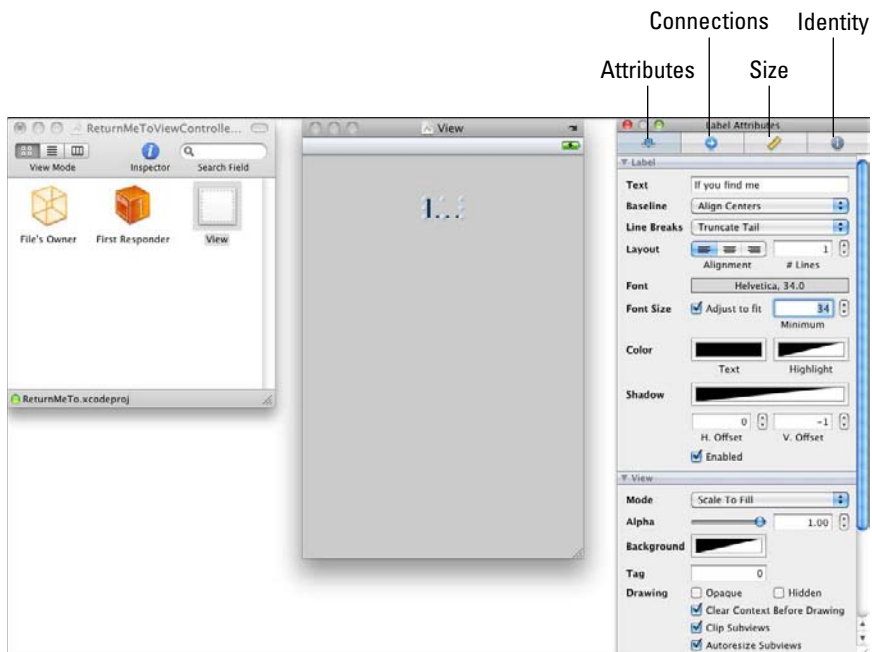 Connections Identity
Attributes Size
ReturnMeToViewControlle...
View Mode Inspector Search Field
File's Owner First Responder View
ReturnMeTo.xcodeproj
View
I...
Label Attributes
Label
Text If you find me
Baseline Align Centers
Line Breaks Truncate Tail
Layout 1
Alignment # Lines
Font Helvetica, 34.0
Font Size Adjust to fit 34
Minimum
Color
Text Highlight
Shadow
0 -1
H. Offset V. Offset
Enabled
View
Mode Scale To Fill
Alpha 1.00
Background
Tag 0
Drawing Opaque Hidden
Clear Context Before Drawing
Clip Subviews
Autoresize Subviews